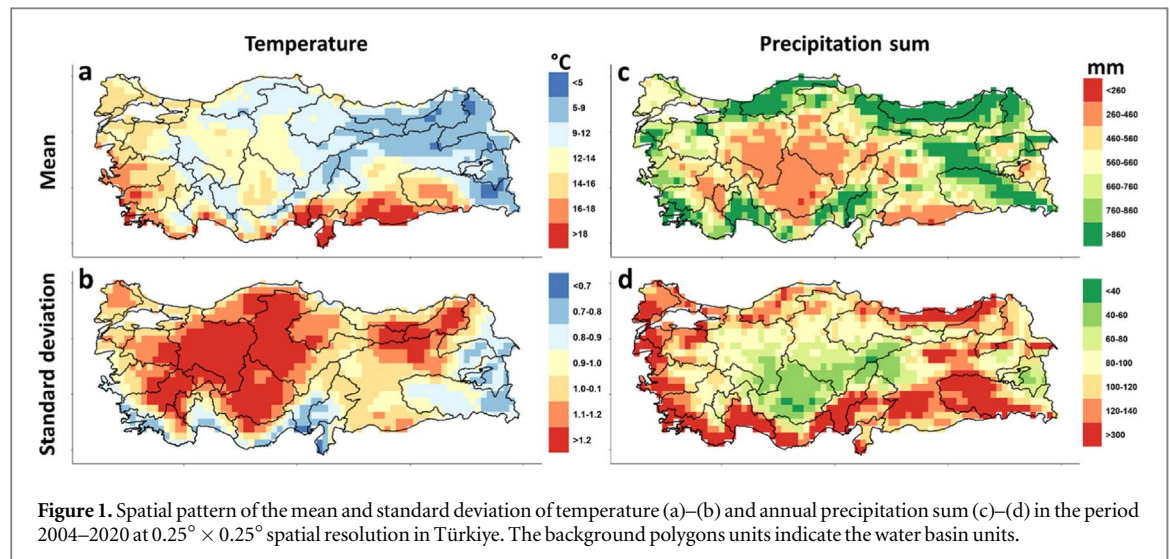 Temperature
Precipitation sum
Mean
Standard deviation
a
°C
<5
5-9
9-12
12-14
14-16
16-18
>18
c
mm
<260
260-460
460-560
560-660
660-760
760-860
>860
b
<0.7
0.7-0.8
0.8-0.9
0.9-1.0
1.0-0.1
1.1-1.2
>1.2
d
<40
40-60
60-80
80-100
100-120
120-140
>300
Figure 1. Spatial pattern of the mean and standard deviation of temperature (a)–(b) and annual precipitation sum (c)–(d) in the period
2004–2020 at 0.25° × 0.25° spatial resolution in Türkiye. The background polygons units indicate the water basin units.